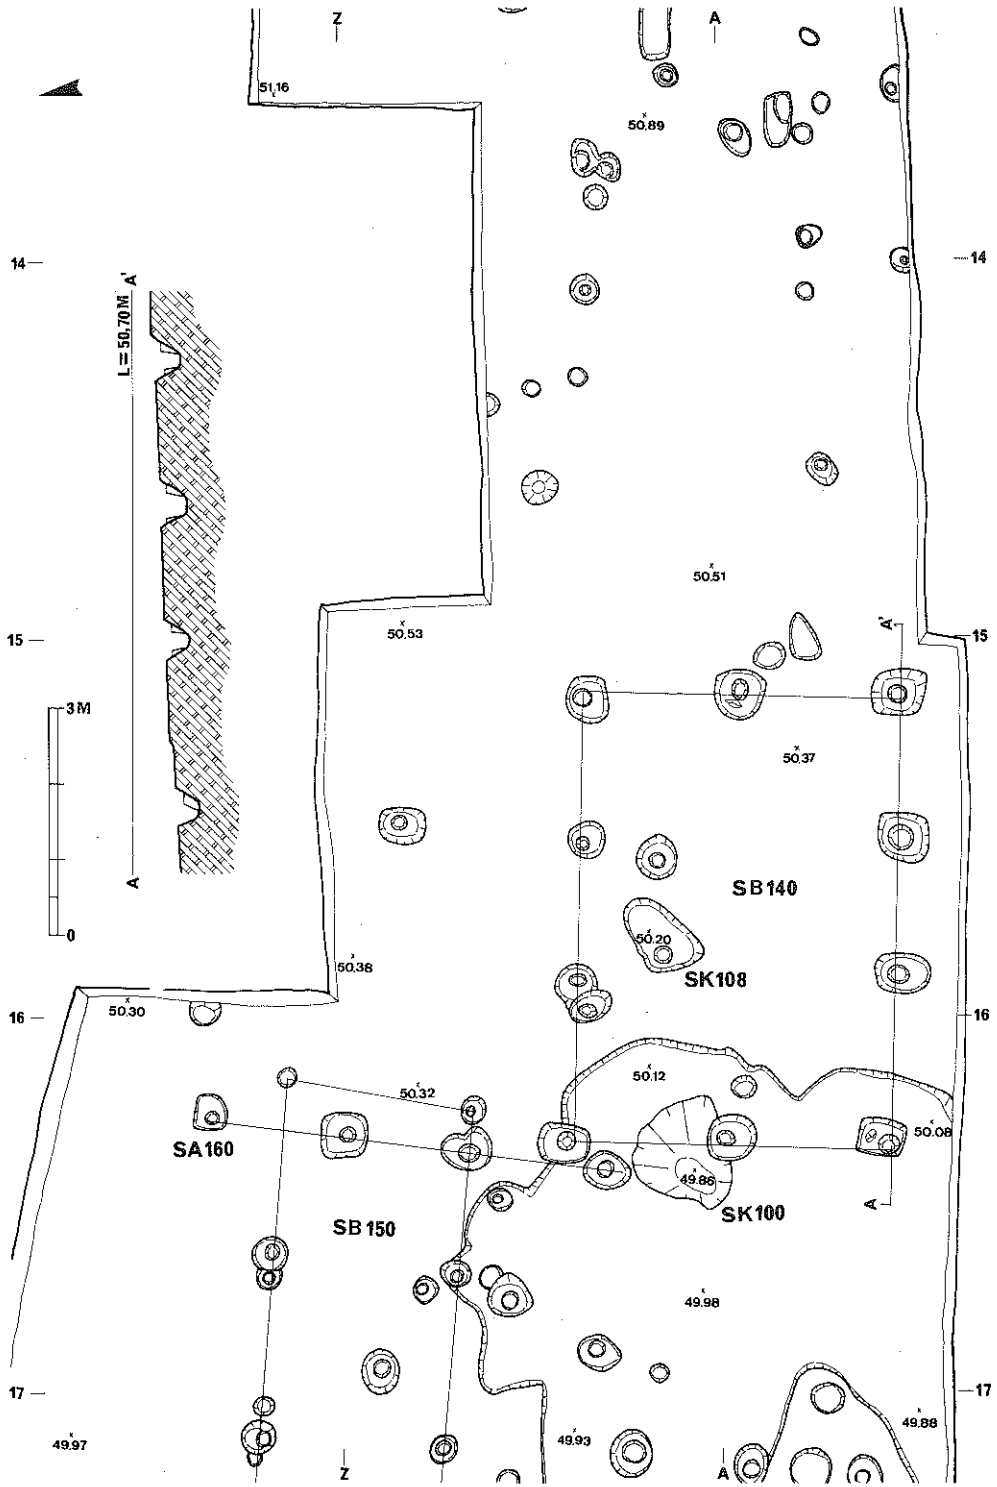 Z
A
51,16
50.89
14
14
A'
L = 50,70M
50.51
50,53
15
15
A'
3M
50.37
SB140
A
50.20
0
50,38
SK108
50.30
16
16
50.32
50.12
50.08
SA160
49.86
A
SK100
SB150
49.98
17
17
49.97
49.93
49.88
Z
A